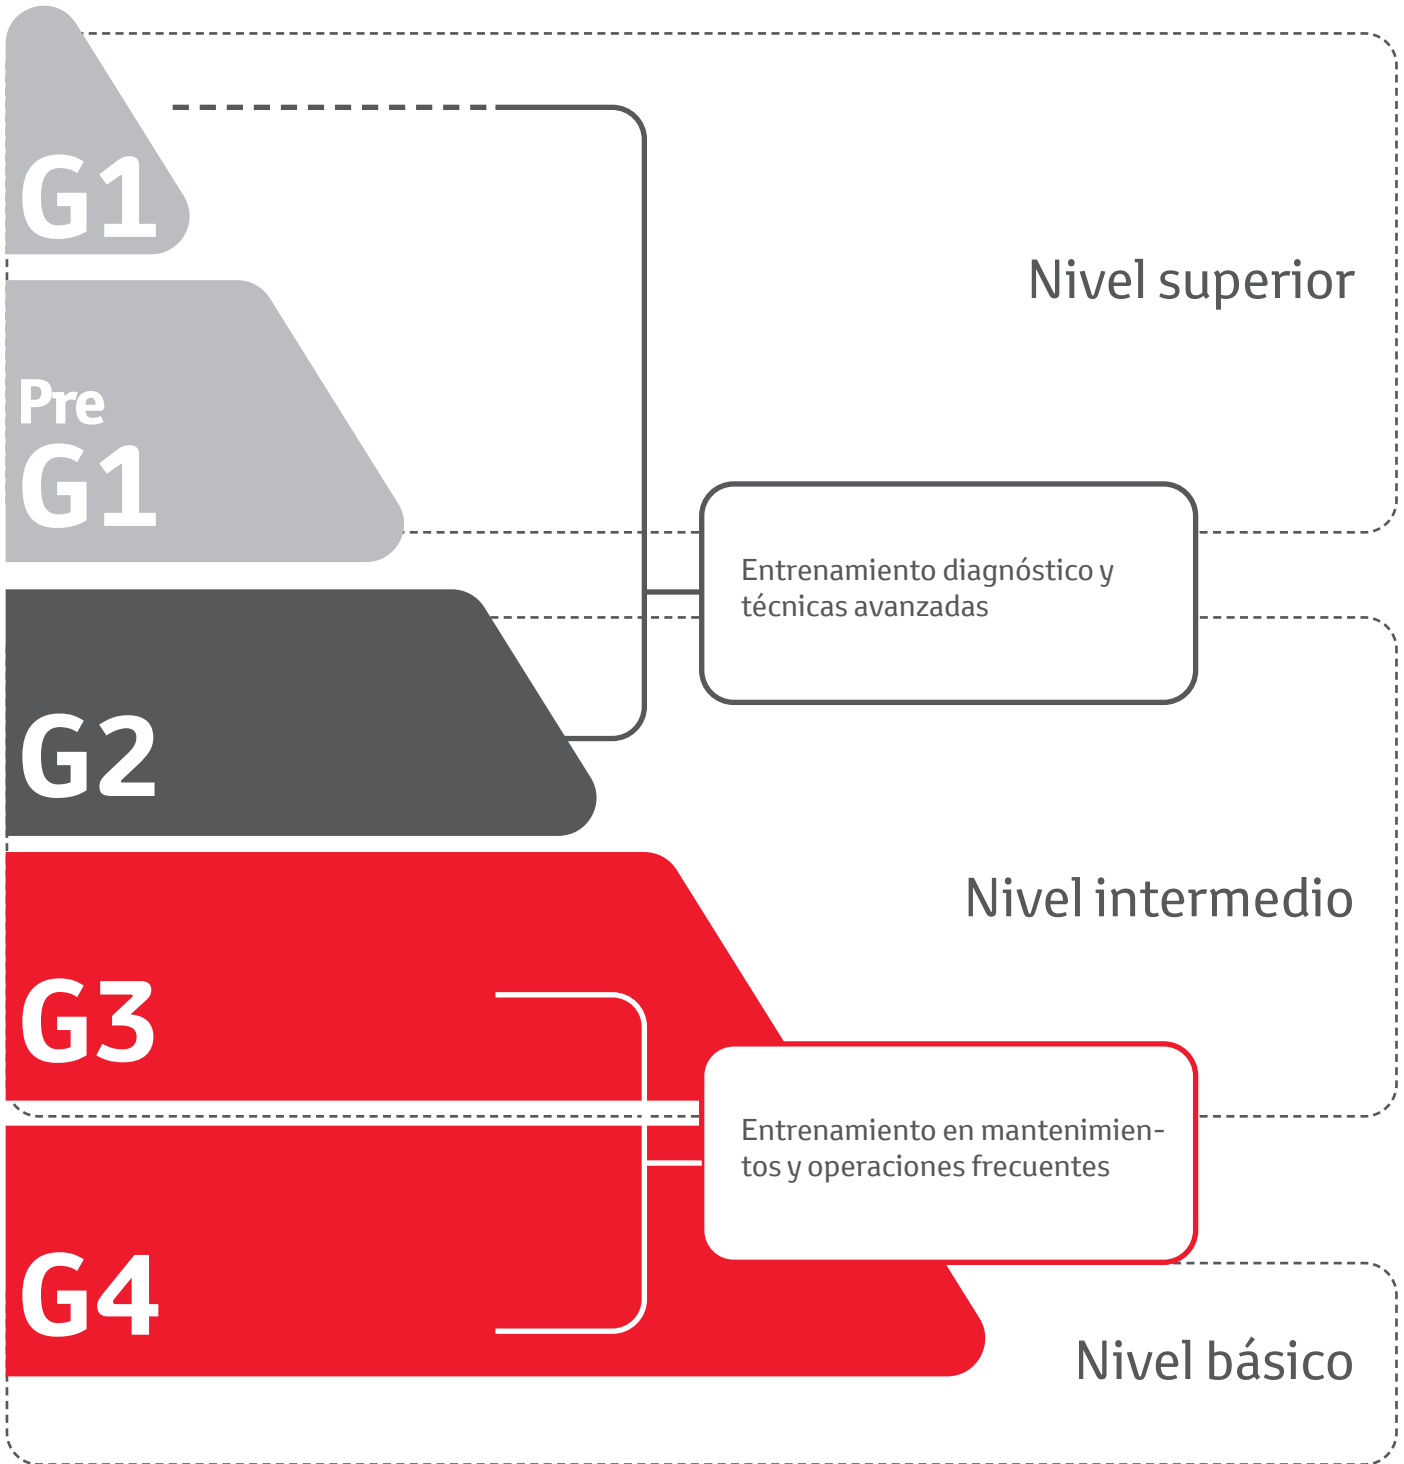 G1
Nivel superior
Pre
G1
Entrenamiento diagnóstico y
técnicas avanzadas
G2
Nivel intermedio
G3
Entrenamiento en mantenimien-
tos y operaciones frecuentes
G4
Nivel básico